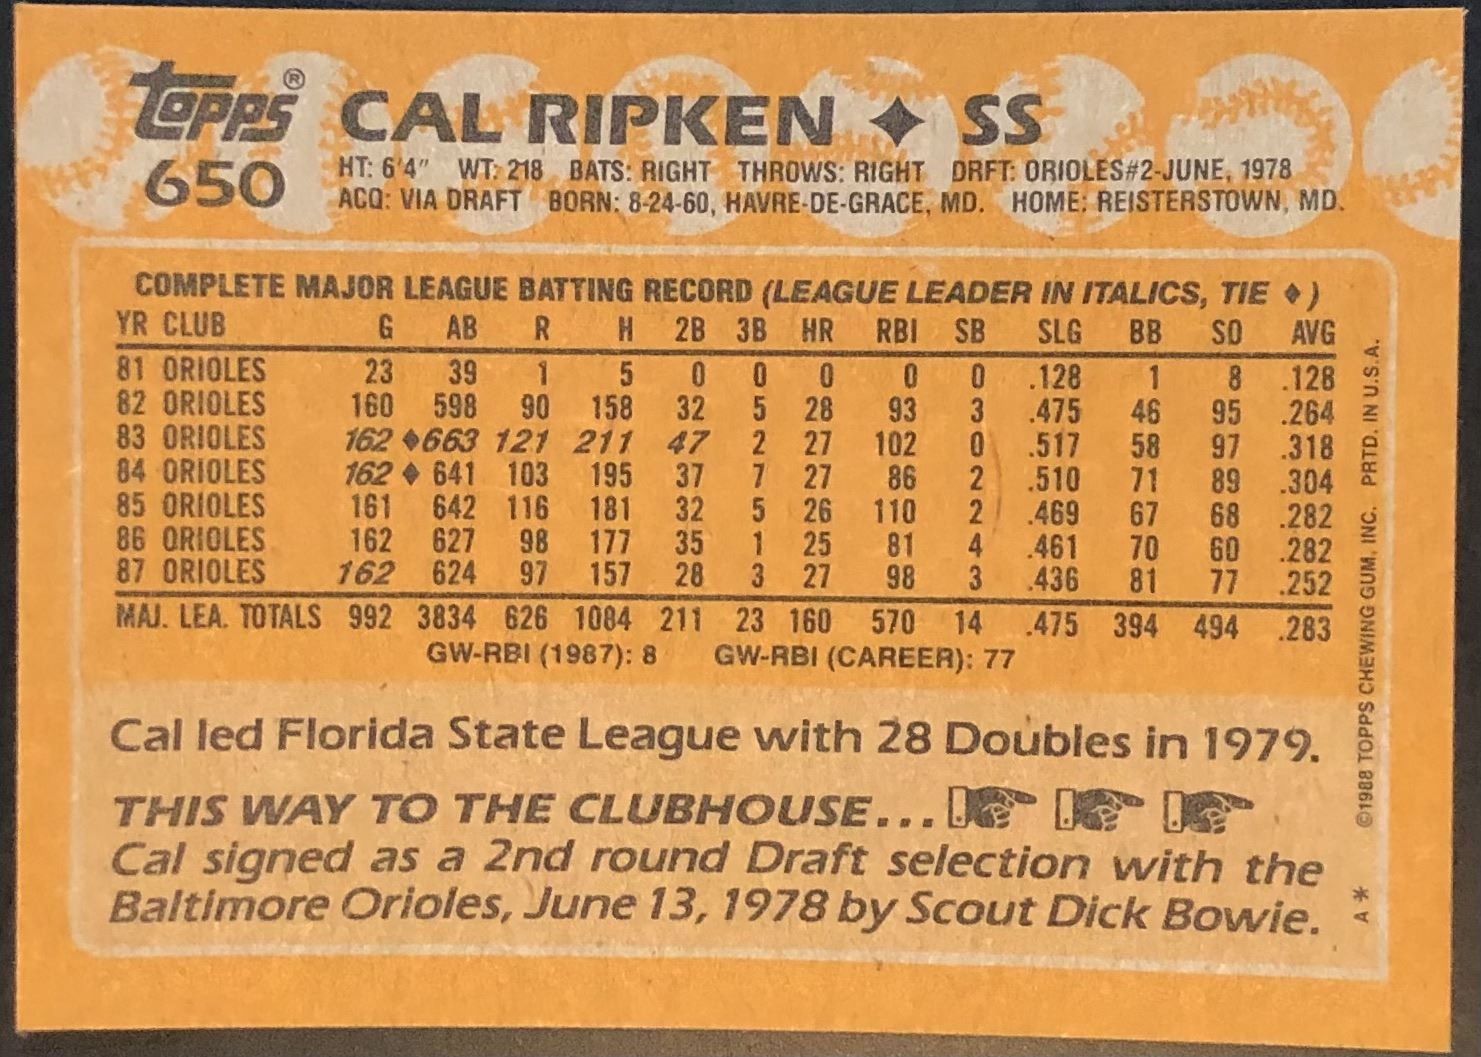 Topps® CAL RIPKEN ♦ SS
650
HT: 6'4" WT: 218 BATS: RIGHT THROWS: RIGHT DRFT: ORIOLES#2-JUNE, 1978
ACQ: VIA DRAFT BORN: 8-24-60, HAVRE-DE-GRACE, MD. HOME: REISTERSTOWN, MD.
COMPLETE MAJOR LEAGUE BATTING RECORD (LEAGUE LEADER IN ITALICS, TIE ♦)
YR CLUB G AB R H 2B 3B HR RBI SB SLG BB SO AVG
81 ORIOLES 23 39 1 5 0 0 0 0 0 .128 1 8 .128
82 ORIOLES 160 598 90 158 32 5 28 93 3 .475 46 95 .264
83 ORIOLES 162 ♦663 121 211 47 2 27 102 0 .517 58 97 .318
84 ORIOLES 162♦ 641 103 195 37 7 27 86 2 .510 71 89 .304
85 ORIOLES 161 642 116 181 32 5 26 110 2 .469 67 68 .282
86 ORIOLES 162 627 98 177 35 1 25 81 4 .461 70 60 .282
87 ORIOLES 162 624 97 157 28 3 27 98 3 .436 81 77 .252
MAJ. LEA. TOTALS 992 3834 626 1084 211 23 160 570 14 .475 394 494 .283
GW-RBI (1987): 8 GW-RBI (CAREER): 77
Cal led Florida State League with 28 Doubles in 1979.
THIS WAY TO THE CLUBHOUSE...
Cal signed as a 2nd round Draft selection with the
Baltimore Orioles, June 13, 1978 by Scout Dick Bowie.
A* ©1988 TOPPS CHEWING GUM, INC. PRTD. IN U.S.A.